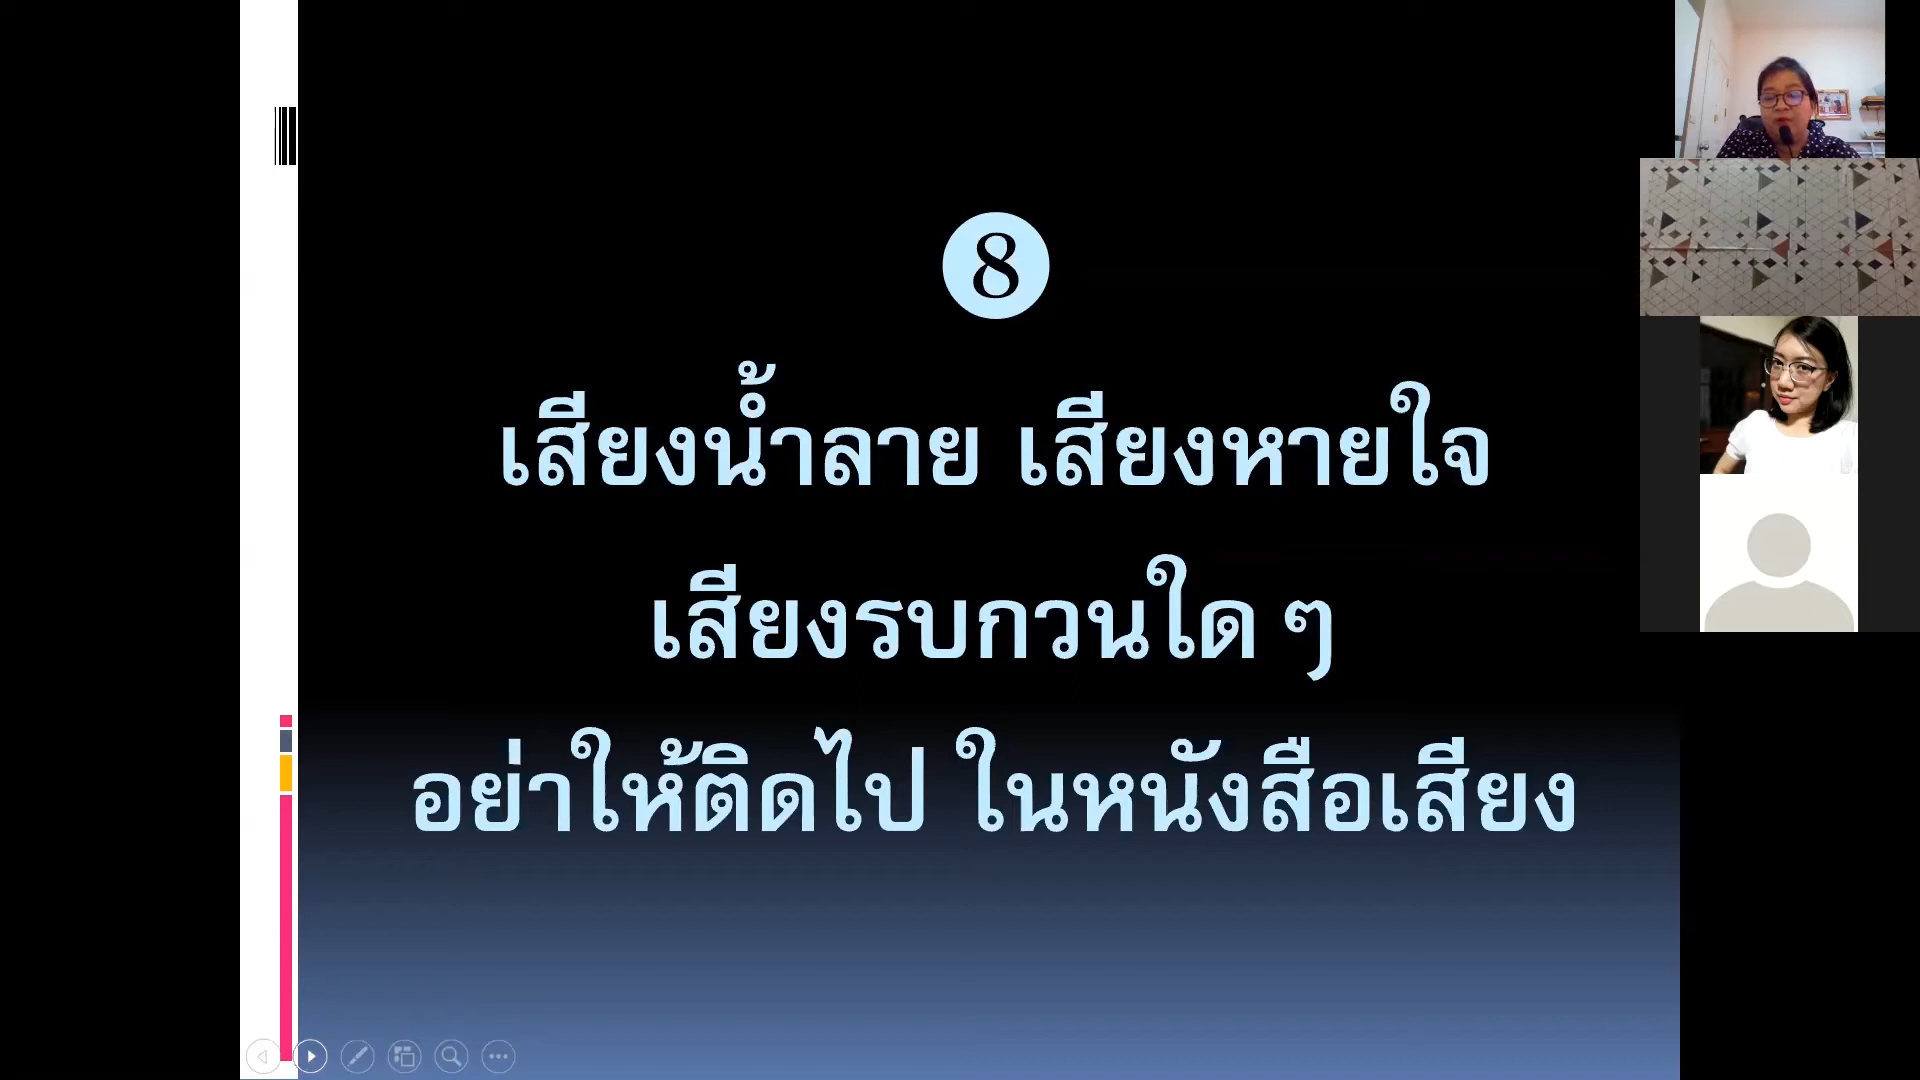 8
เสียงน้ำลาย เสียงหายใจ
เสียงรบกวนใด ๆ
อย่าให้ติดไป ในหนังสือเสียง